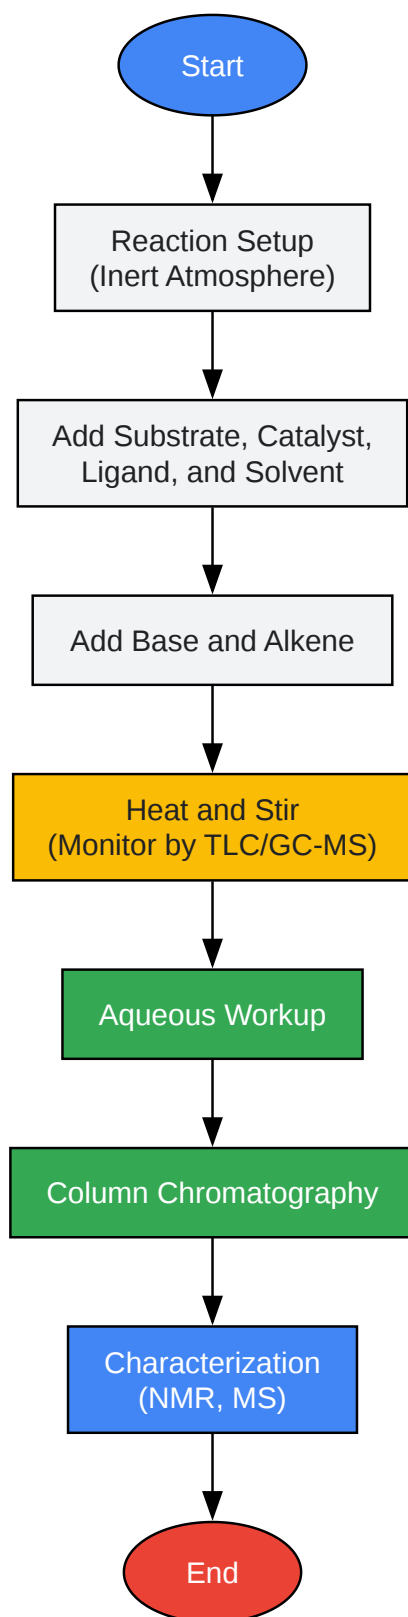 Start
Reaction Setup
(Inert Atmosphere)
Add Substrate, Catalyst,
Ligand, and Solvent
Add Base and Alkene
Heat and Stir
(Monitor by TLC/GC-MS)
Aqueous Workup
Column Chromatography
Characterization
(NMR, MS)
End